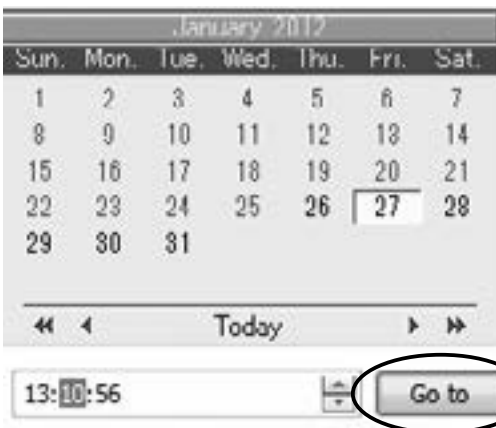 January 2012
Sun. Mon. Tue. Wed. Thu. Fri. Sat.
1 2 3 4 5 6 7
8 9 10 11 12 13 14
15 16 17 18 19 20 21
22 23 24 25 26 27 28
29 30 31
Today
13:10:56 Go to